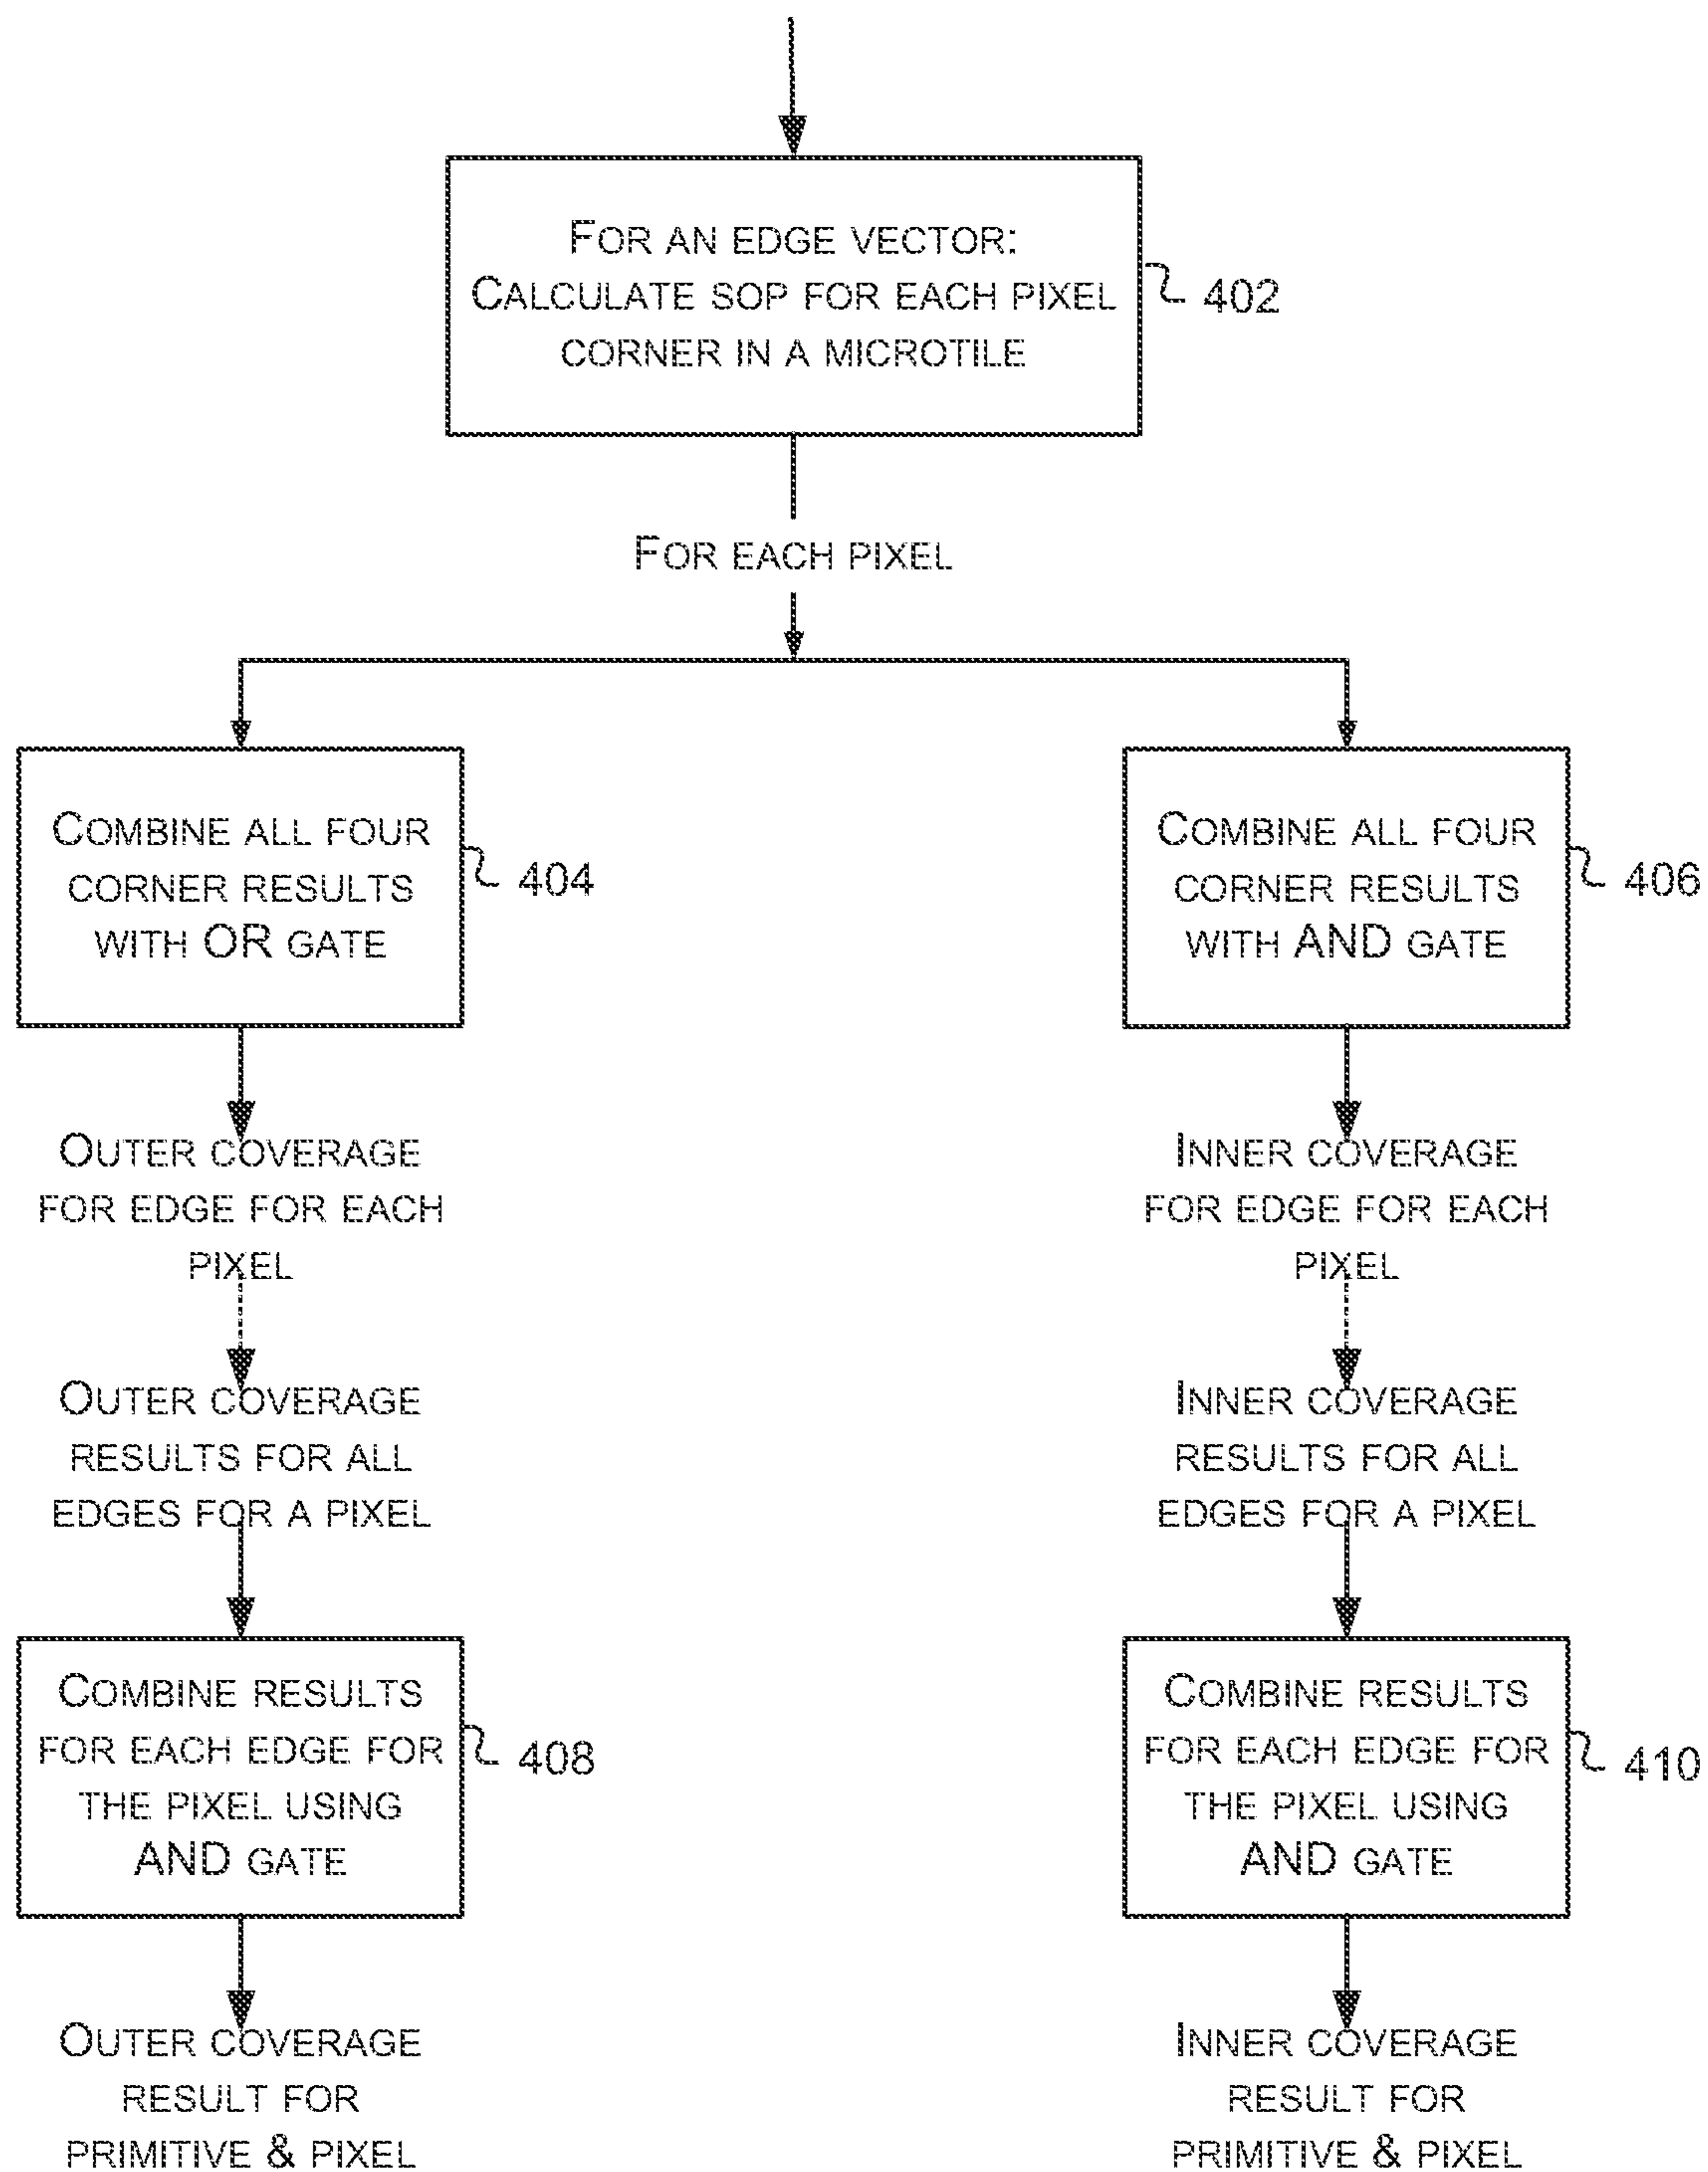 For an edge vector:
Calculate sop for each pixel
corner in a microtile
402
For each pixel
Combine all four
corner results
with OR gate
404
Combine all four
corner results
with AND gate
406
Outer coverage
for edge for each
pixel
Inner coverage
for edge for each
pixel
Outer coverage
results for all
edges for a pixel
Inner coverage
results for all
edges for a pixel
Combine results
for each edge for
the pixel using
AND gate
408
Combine results
for each edge for
the pixel using
AND gate
410
Outer coverage
result for
primitive & pixel
Inner coverage
result for
primitive & pixel